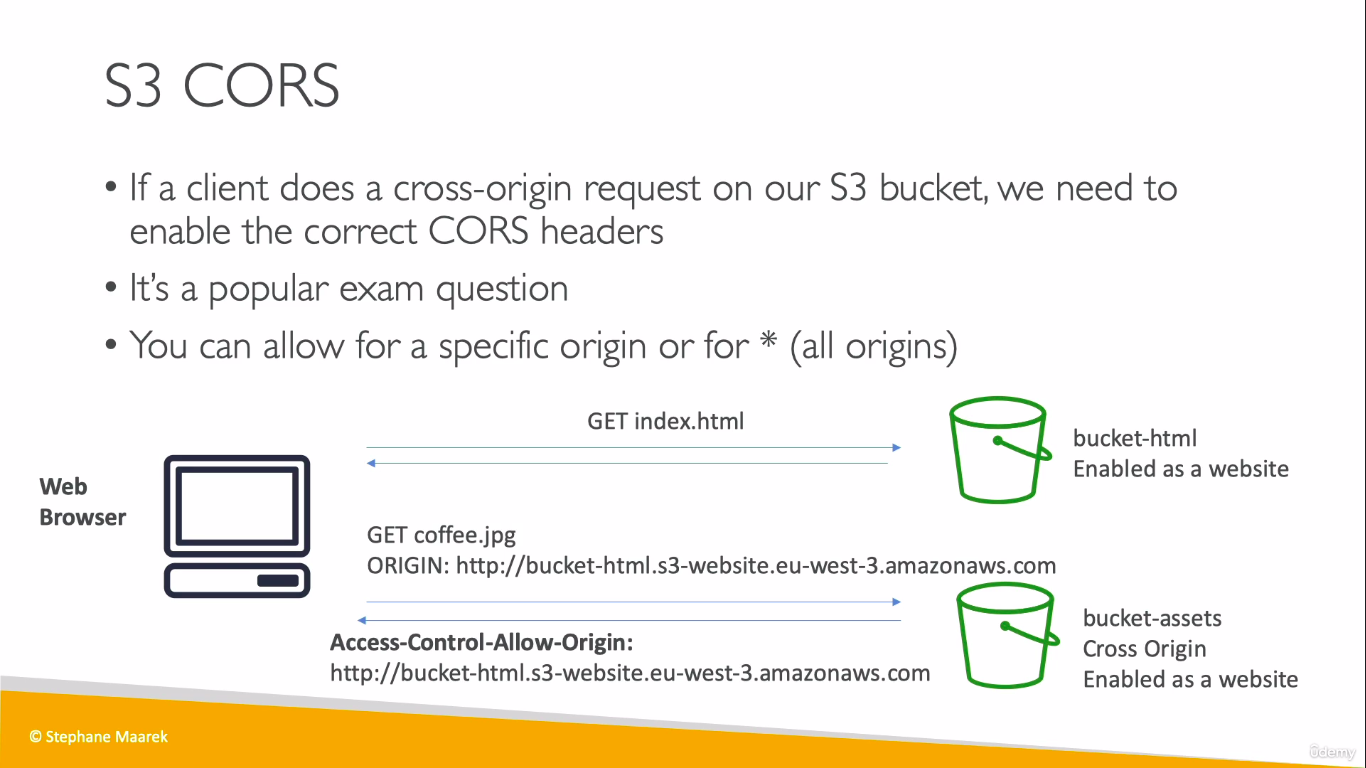 S3 CORS
• If a client does a cross-origin request on our S3 bucket, we need to
enable the correct CORS headers
• It's a popular exam question
• You can allow for a specific origin or for * (all origins)
GET index.html
bucket-html
Enabled as a website
Web
Browser
GET coffee.jpg
ORIGIN: http://bucket-html.s3-website.eu-west-3.amazonaws.com
Access-Control-Allow-Origin:
http://bucket-html.s3-website.eu-west-3.amazonaws.com
bucket-assets
Cross Origin
Enabled as a website
© Stephane Maarek
ûdemy